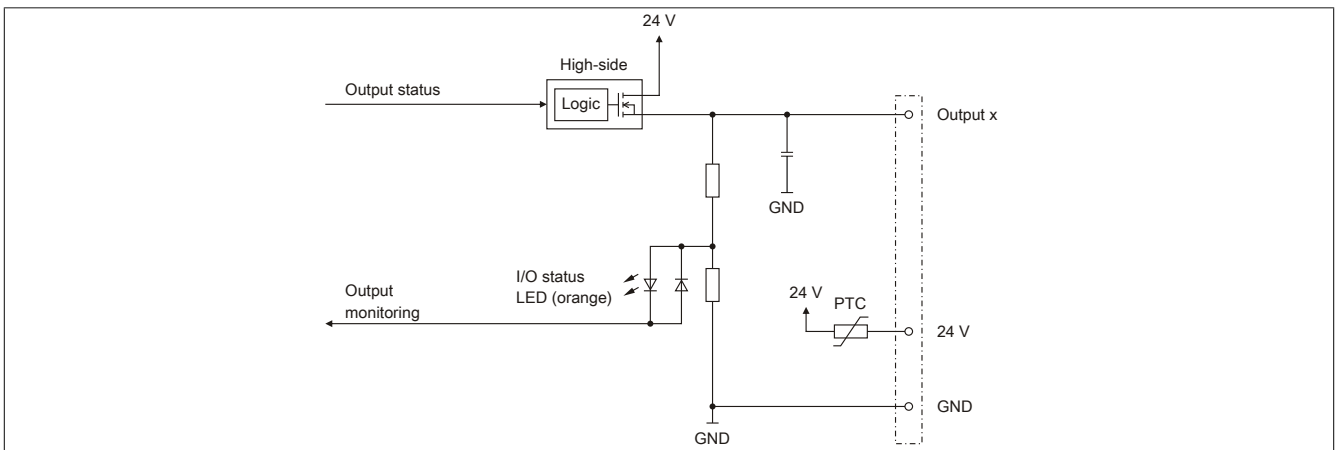 24 V
High-side
Output status
Logic
Output x
GND
I/O status
LED (orange)
Output
monitoring
24 V
PTC
24 V
GND
GND